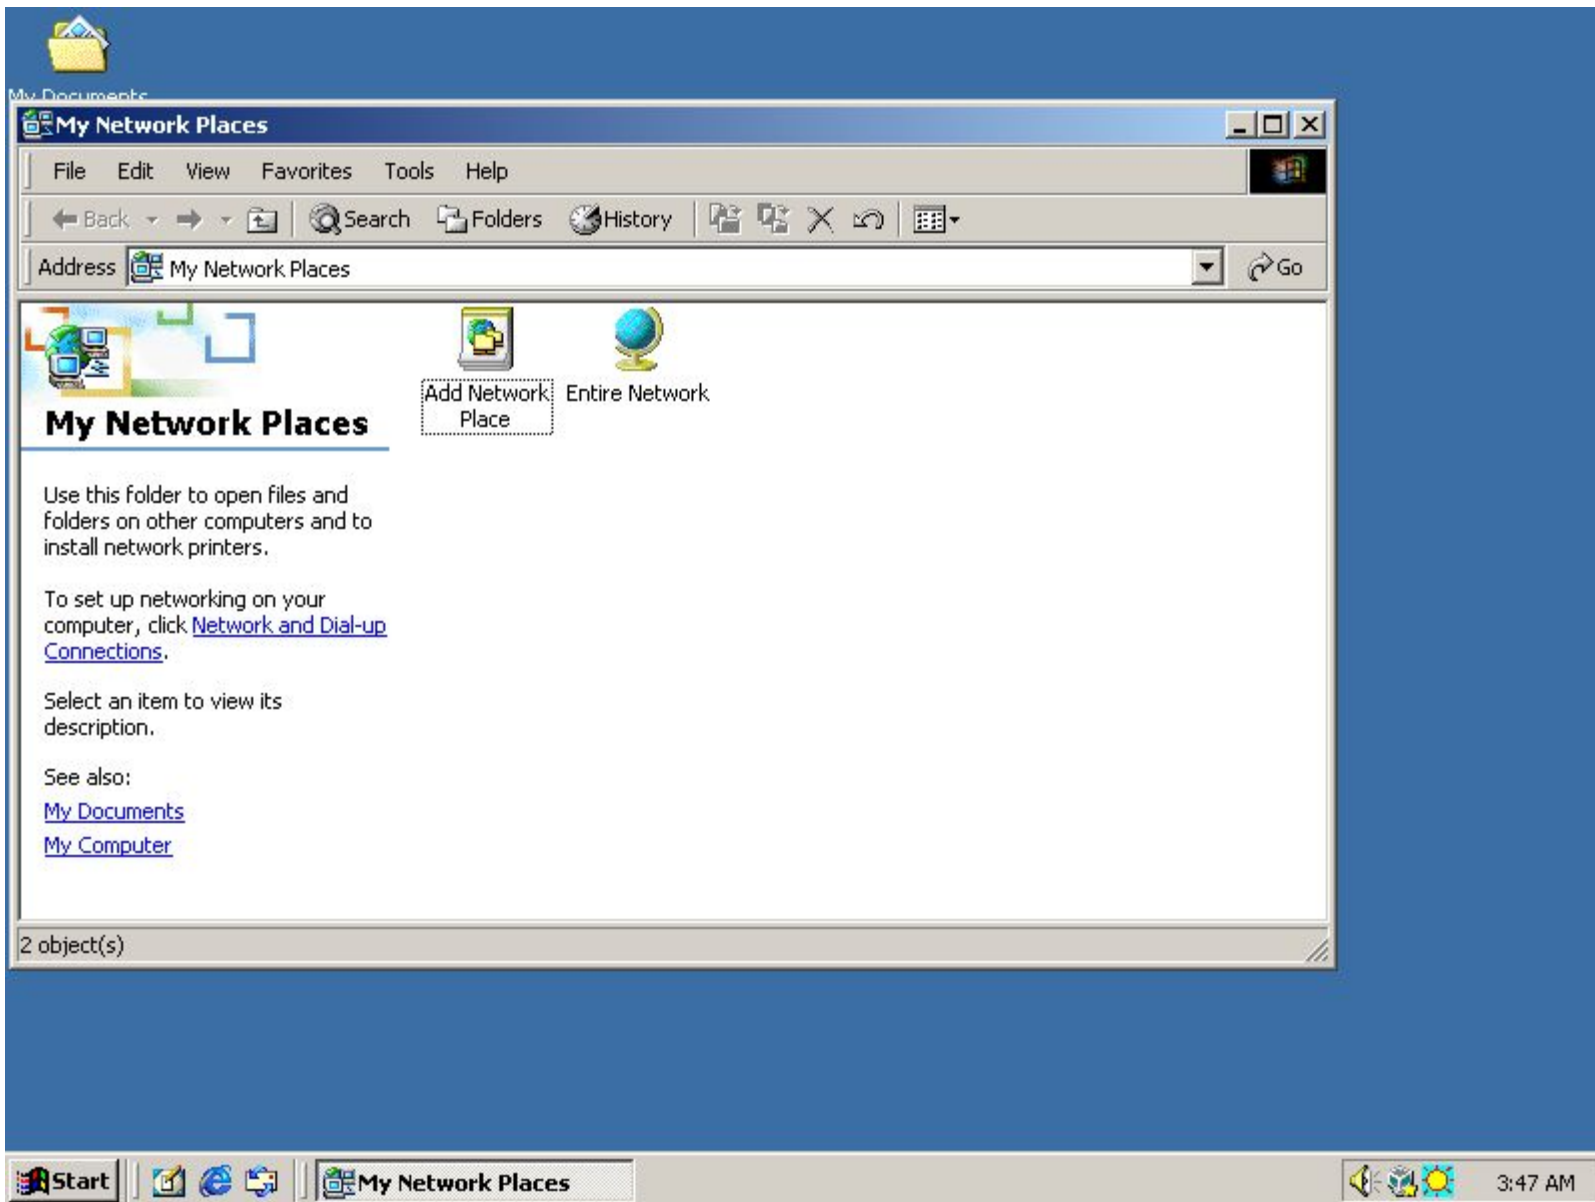 My Documents
My Network Places
File Edit View Favorites Tools Help
Back Search Folders History
Address My Network Places Go
Add Network Place
Entire Network
My Network Places
Use this folder to open files and
folders on other computers and to
install network printers.
To set up networking on your
computer, click Network and Dial-up
Connections.
Select an item to view its
description.
See also:
My Documents
My Computer
2 object(s)
Start My Network Places 3:47 AM